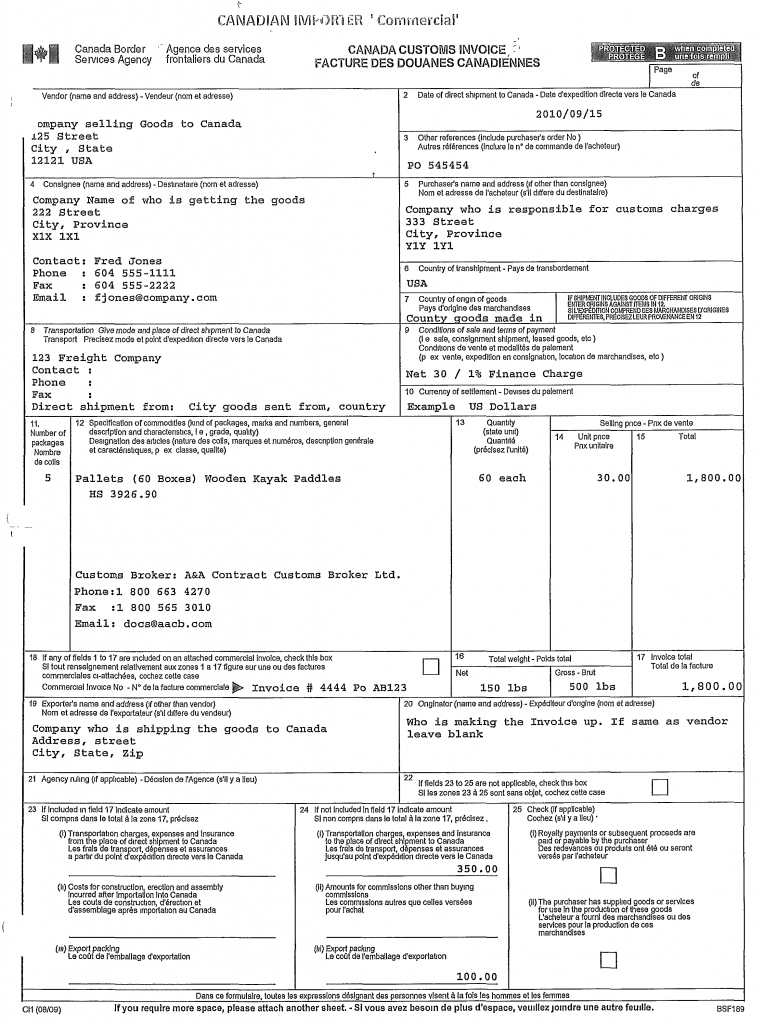 CANADIAN IMPORTER 'Commercial'
Canada Border Services Agency
Agence des services frontaliers du Canada
CANADA CUSTOMS INVOICE
FACTURE DES DOUANES CANADIENNES
PROTECTED B when completed
PROTÉGÉ une fois rempli
Page
of
de
Vendor (name and address) - Vendeur (nom et adresse)
ompany selling Goods to Canada
125 Street
City , State
12121 USA
2 Date of direct shipment to Canada - Date d'expédition directe vers le Canada
2010/09/15
3 Other references (include purchaser's order No )
Autres références (inclure le n° de commande de l'acheteur)
PO 545454
4 Consignee (name and address) - Destinataire (nom et adresse)
Company Name of who is getting the goods
222 Street
City, Province
X1X 1X1
Contact: Fred Jones
Phone : 604 555-1111
Fax : 604 555-2222
Email : fjones@company.com
5 Purchaser's name and address (if other than consignee)
Nom et adresse de l'acheteur (s'il diffère du destinataire)
Company who is responsible for customs charges
333 Street
City, Province
Y1Y 1Y1
6 Country of transhipment - Pays de transbordement
USA
7 Country of origin of goods
Pays d'origine des marchandises
County goods made in
IF SHIPMENT INCLUDES GOODS OF DIFFERENT ORIGINS
ENTER ORIGINS AGAINST ITEMS IN 12.
SI L'EXPÉDITION COMPREND DES MARCHANDISES D'ORIGINES
DIFFÉRENTES, PRÉCISEZ LEUR PROVENANCE EN 12
8 Transportation Give mode and place of direct shipment to Canada
Transport Précisez mode et point d'expédition directe vers le Canada
123 Freight Company
Contact :
Phone :
Fax :
Direct shipment from: City goods sent from, country
9 Conditions of sale and terms of payment
(i e sale, consignment shipment, leased goods, etc )
Conditions de vente et modalités de paiement
(p ex vente, expédition en consignation, location de marchandises, etc )
Net 30 / 1% Finance Charge
10 Currency of settlement - Devises du paiement
Example US Dollars
11. Number of packages
Nombre de colis
12 Specification of commodities (kind of packages, marks and numbers, general
description and characteristics, i e , grade, quality)
Désignation des articles (nature des colis, marques et numéros, description générale
et caractéristiques, p ex classe, qualité)
13 Quantity
(state unit)
Quantité
(précisez l'unité)
Selling price - Prix de vente
14 Unit price
Prix unitaire
15 Total
5 Pallets (60 Boxes) Wooden Kayak Paddles 60 each 30.00 1,800.00
HS 3926.90
Customs Broker: A&A Contract Customs Broker Ltd.
Phone:1 800 663 4270
Fax :1 800 565 3010
Email: docs@aacb.com
18 If any of fields 1 to 17 are included on an attached commercial invoice, check this box
Si tout renseignement relativement aux zones 1 à 17 figure sur une ou des factures
commerciales ci-attachées, cochez cette case
Commercial Invoice No - N° de la facture commerciale Invoice # 4444 Po AB123
16 Total weight - Poids total
Net
150 lbs
Gross - Brut
500 lbs
17 Invoice total
Total de la facture
1,800.00
19 Exporter's name and address (if other than vendor)
Nom et adresse de l'exportateur (s'il diffère du vendeur)
Company who is shipping the goods to Canada
Address, street
City, State, Zip
20 Originator (name and address) - Expéditeur d'origine (nom et adresse)
Who is making the Invoice up. If same as vendor
leave blank
21 Agency ruling (if applicable) - Décision de l'Agence (s'il y a lieu)
22 If fields 23 to 25 are not applicable, check this box
Si les zones 23 à 25 sont sans objet, cochez cette case
23 If included in field 17 indicate amount
Si compris dans le total à la zone 17, précisez
(i) Transportation charges, expenses and insurance
from the place of direct shipment to Canada
Les frais de transport, dépenses et assurances
à partir du point d'expédition directe vers le Canada
(ii) Costs for construction, erection and assembly
incurred after importation into Canada
Les coûts de construction, d'érection et
d'assemblage après importation au Canada
(iii) Export packing
Le coût de l'emballage d'exportation
24 If not included in field 17 indicate amount
Si non compris dans le total à la zone 17, précisez .
(i) Transportation charges, expenses and insurance
to the place of direct shipment to Canada
Les frais de transport, dépenses et assurances
jusqu'au point d'expédition directe vers le Canada
350.00
(ii) Amounts for commissions other than buying
commissions
Les commissions autres que celles versées
pour l'achat
(iii) Export packing
Le coût de l'emballage d'exportation
100.00
25 Check (if applicable)
Cochez (s'il y a lieu)
(i) Royalty payments or subsequent proceeds are
paid or payable by the purchaser
Des redevances ou produits ont été ou seront
versés par l'acheteur
(ii) The purchaser has supplied goods or services
for use in the production of these goods
L'acheteur a fourni des marchandises ou des
services pour la production de ces
marchandises
Dans ce formulaire, toutes les expressions désignant des personnes visent à la fois les hommes et les femmes
CI1 (08/09)
If you require more space, please attach another sheet. - Si vous avez besoin de plus d'espace, veuillez joindre une autre feuille.
BSF189